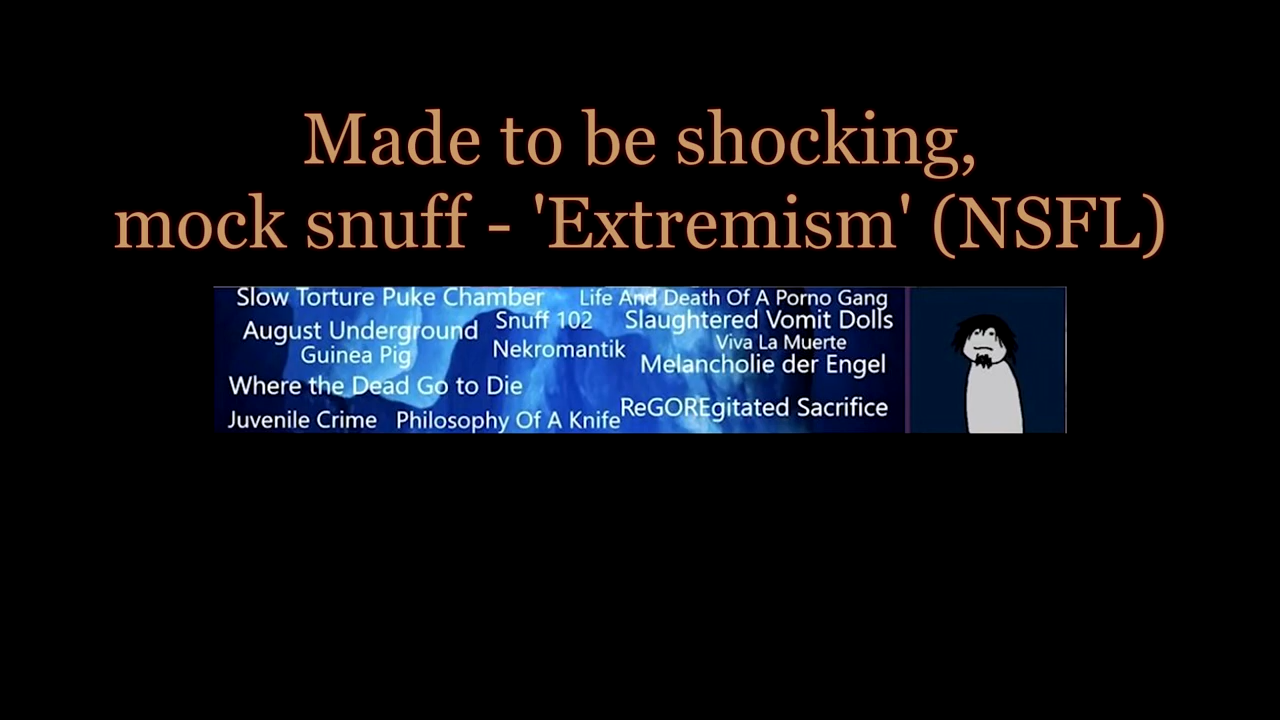 Made to be shocking,
mock snuff - 'Extremism' (NSFL)
Slow Torture Puke Chamber
Life And Death Of A Porno Gang
August Underground
Snuff 102
Slaughtered Vomit Dolls
Guinea Pig
Nekromantik
Viva La Muerte
Melancholie der Engel
Where the Dead Go to Die
ReGOREgitated Sacrifice
Juvenile Crime
Philosophy Of A Knife